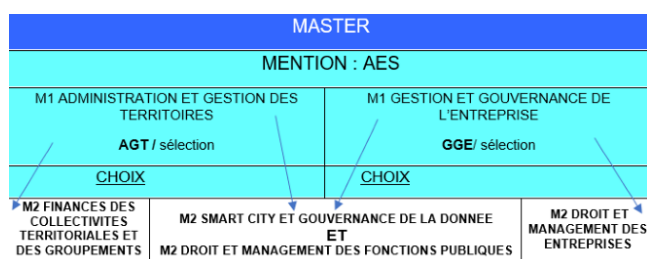 MASTER
MENTION : AES
M1 ADMINISTRATION ET GESTION DES
TERRITOIRES
AGT / sélection
M1 GESTION ET GOUVERNANCE DE
L'ENTREPRISE
GGE/ sélection
CHOIX
CHOIX
M2 FINANCES DES
COLLECTIVITES
TERRITORIALES ET
DES GROUPEMENTS
M2 SMART CITY ET GOUVERNANCE DE LA DONNEE
ET
M2 DROIT ET MANAGEMENT DES FONCTIONS PUBLIQUES
M2 DROIT ET
MANAGEMENT DES
ENTREPRISES